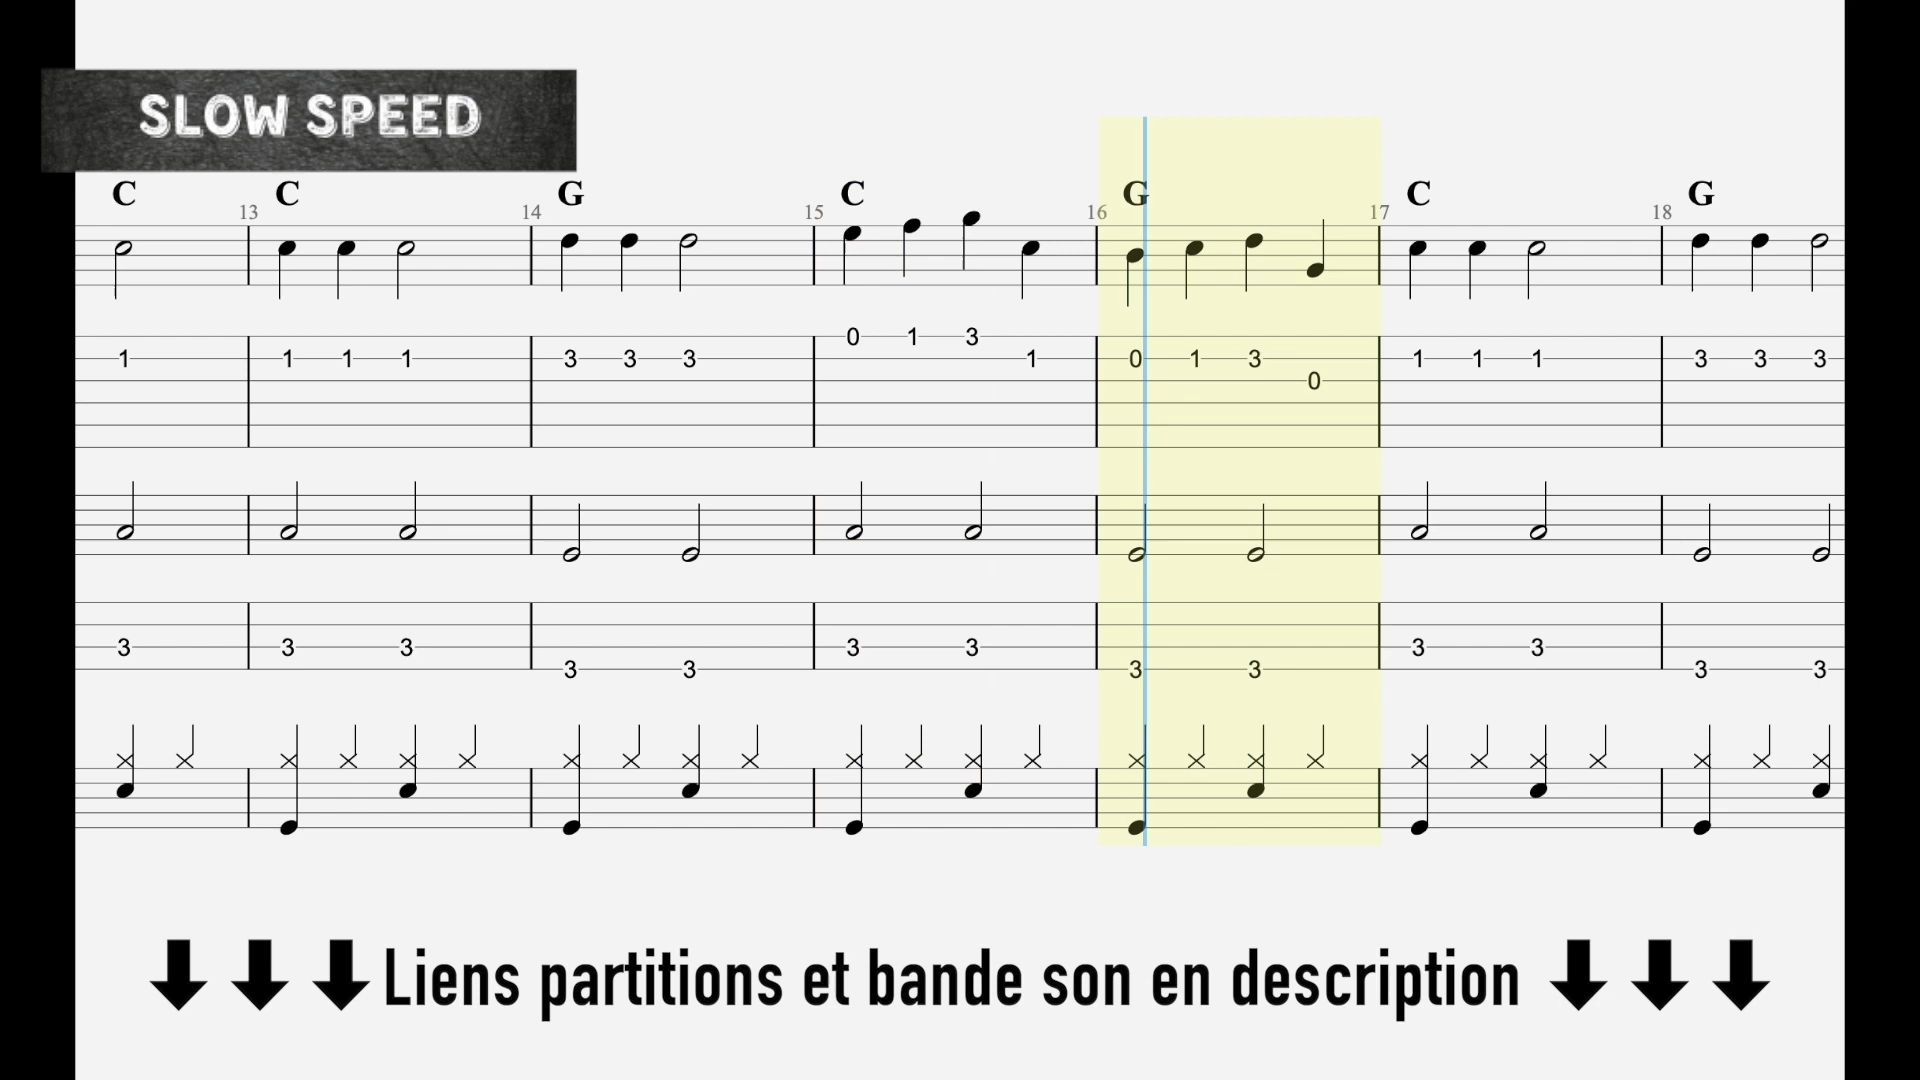 SLOW SPEED
C C G C G C G
13 14 15 16 17 18
0 1 3
1 1 1 1 3 3 3 1 0 1 3 1 1 1 3 3 3
0
3 3 3 3 3 3 3
3 3 3 3 3 3
Liens partitions et bande son en description